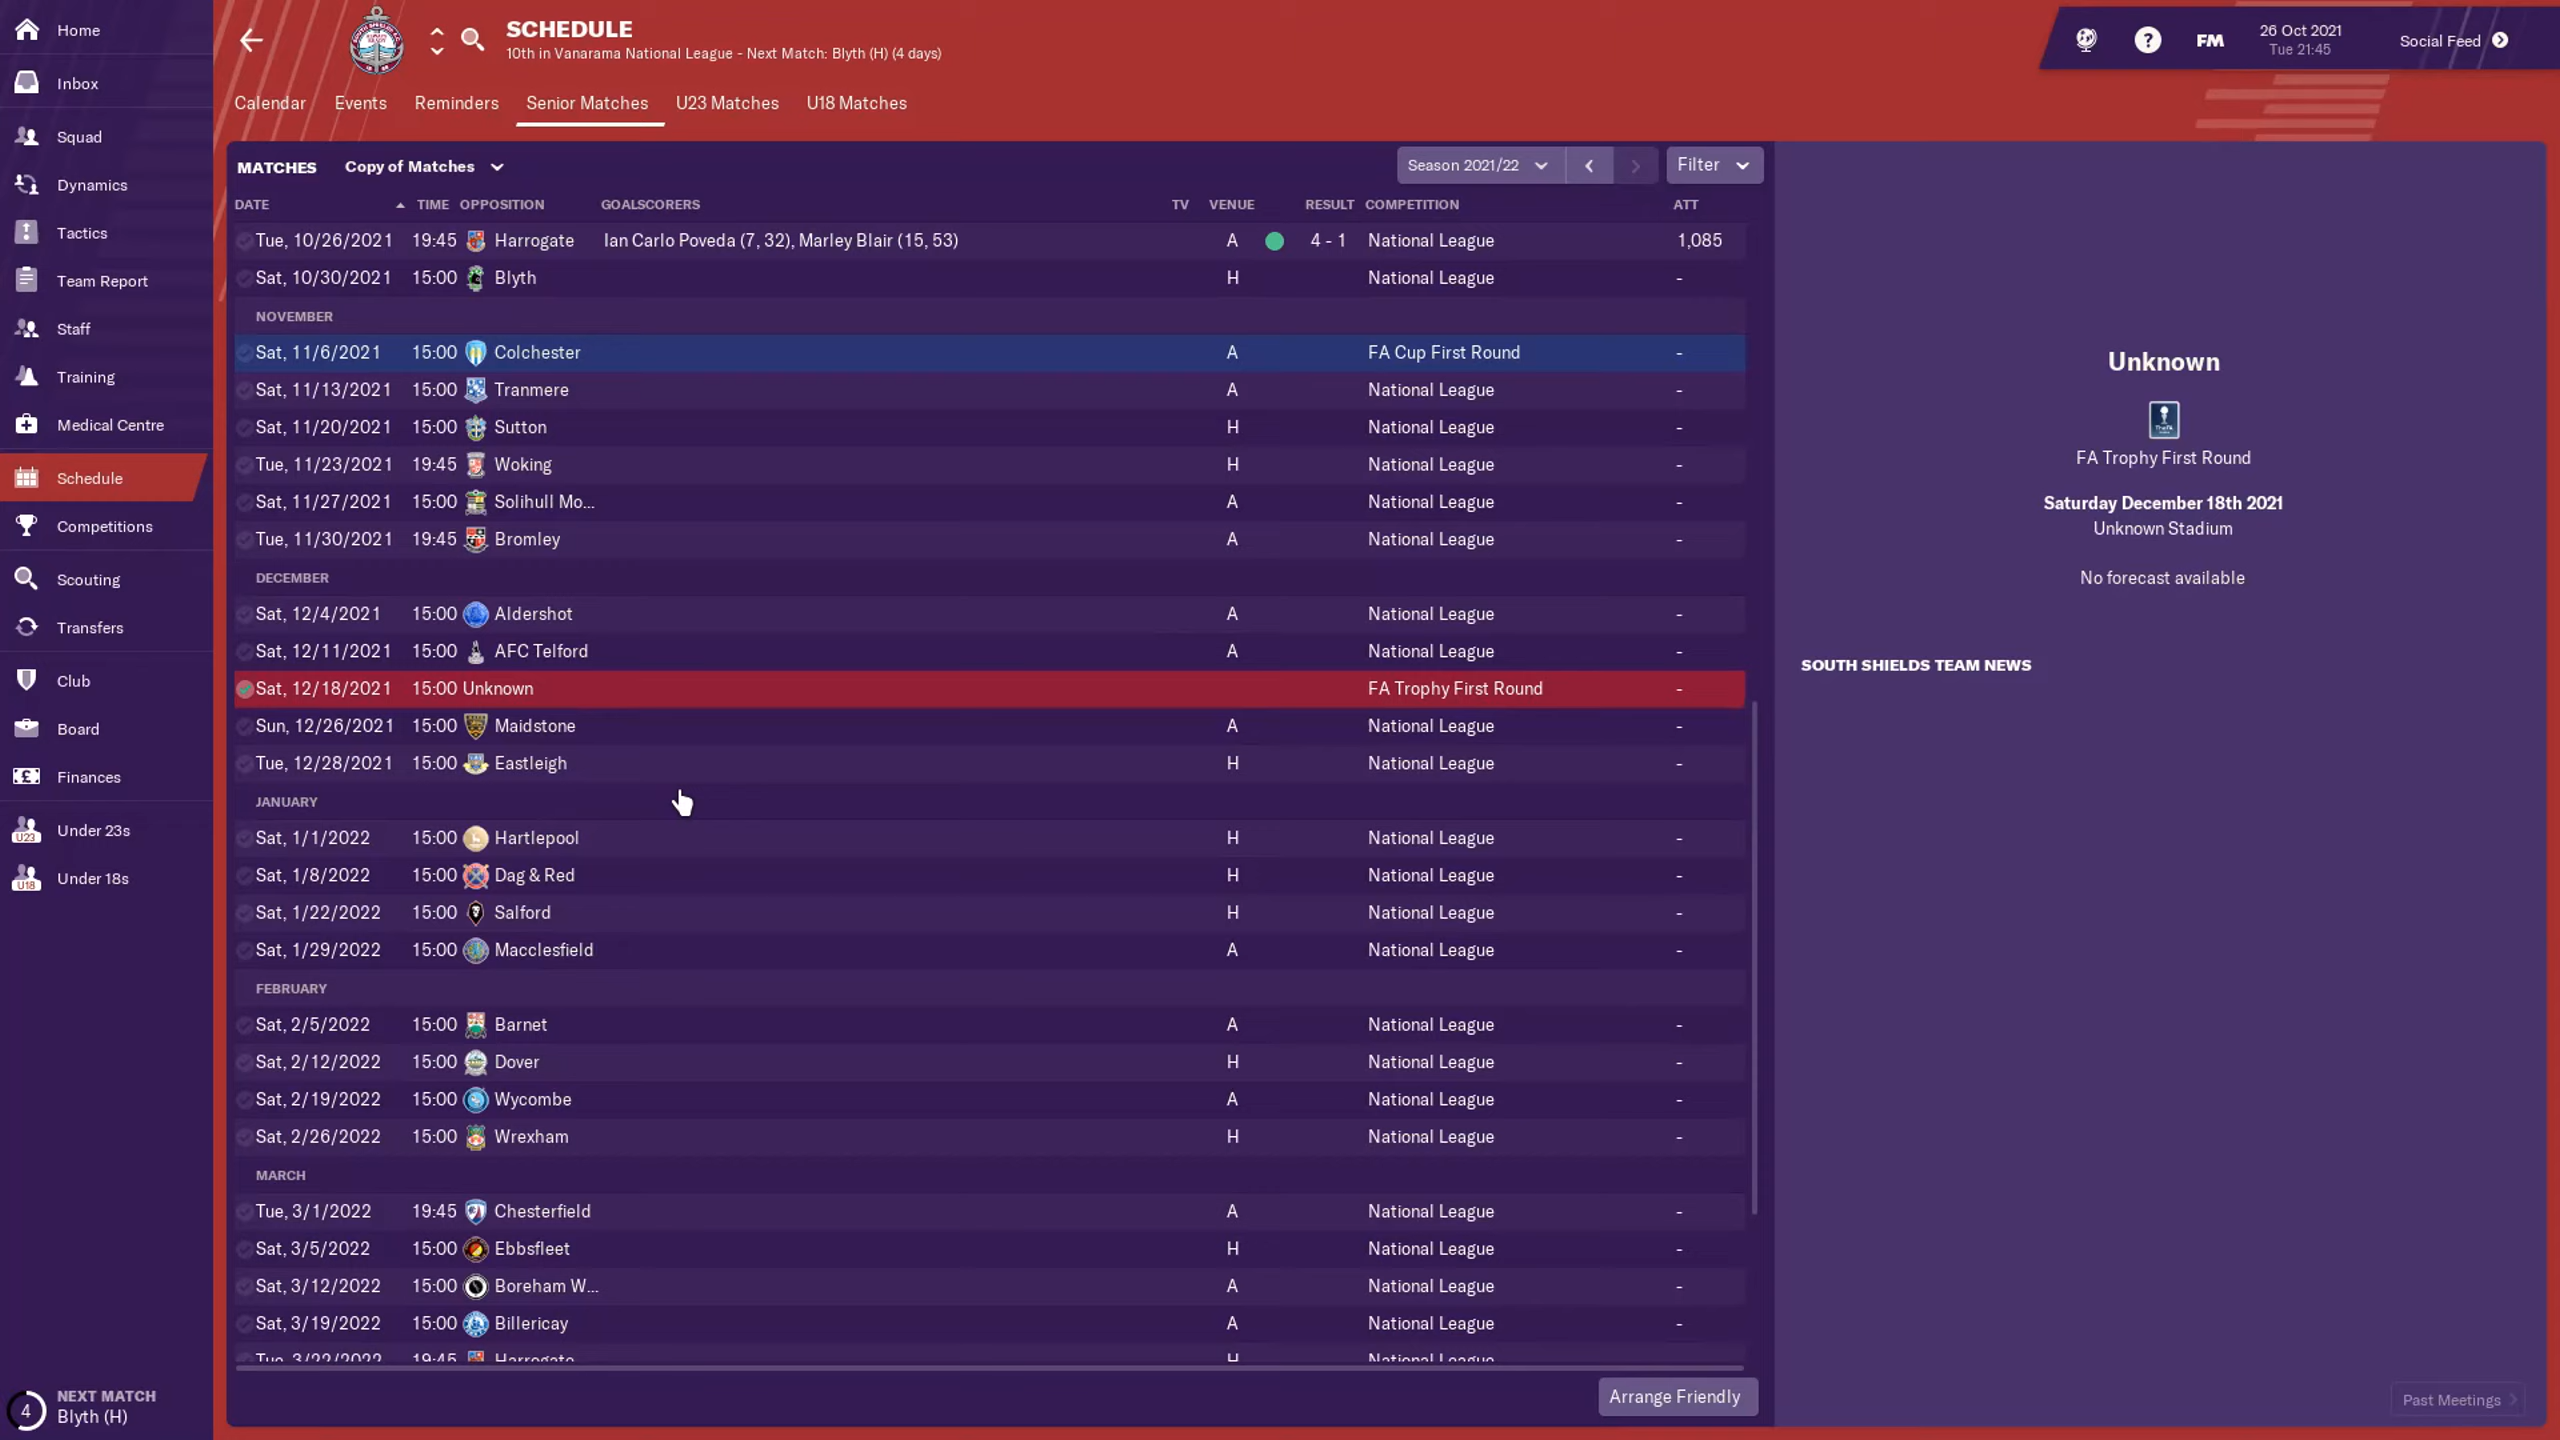 Home
Inbox
Squad
Dynamics
Tactics
Team Report
Staff
Training
Medical Centre
Schedule
Competitions
Scouting
Transfers
Club
Board
Finances
U23 Under 23s
U18 Under 18s
4 NEXT MATCH
Blyth (H)
SCHEDULE
10th in Vanarama National League - Next Match: Blyth (H) (4 days)
FM 26 Oct 2021
Tue 21:45
Social Feed
Calendar Events Reminders Senior Matches U23 Matches U18 Matches
MATCHES Copy of Matches Season 2021/22 Filter
DATE TIME OPPOSITION GOALSCORERS TV VENUE RESULT COMPETITION ATT
Tue, 10/26/2021 19:45 Harrogate Ian Carlo Poveda (7, 32), Marley Blair (15, 53) A 4 - 1 National League 1,085
Sat, 10/30/2021 15:00 Blyth H National League -
NOVEMBER
Sat, 11/6/2021 15:00 Colchester A FA Cup First Round -
Sat, 11/13/2021 15:00 Tranmere A National League -
Sat, 11/20/2021 15:00 Sutton H National League -
Tue, 11/23/2021 19:45 Woking H National League -
Sat, 11/27/2021 15:00 Solihull Mo... A National League -
Tue, 11/30/2021 19:45 Bromley A National League -
DECEMBER
Sat, 12/4/2021 15:00 Aldershot A National League -
Sat, 12/11/2021 15:00 AFC Telford A National League -
Sat, 12/18/2021 15:00 Unknown FA Trophy First Round -
Sun, 12/26/2021 15:00 Maidstone A National League -
Tue, 12/28/2021 15:00 Eastleigh H National League -
JANUARY
Sat, 1/1/2022 15:00 Hartlepool H National League -
Sat, 1/8/2022 15:00 Dag & Red H National League -
Sat, 1/22/2022 15:00 Salford H National League -
Sat, 1/29/2022 15:00 Macclesfield A National League -
FEBRUARY
Sat, 2/5/2022 15:00 Barnet A National League -
Sat, 2/12/2022 15:00 Dover H National League -
Sat, 2/19/2022 15:00 Wycombe A National League -
Sat, 2/26/2022 15:00 Wrexham H National League -
MARCH
Tue, 3/1/2022 19:45 Chesterfield A National League -
Sat, 3/5/2022 15:00 Ebbsfleet H National League -
Sat, 3/12/2022 15:00 Boreham W... A National League -
Sat, 3/19/2022 15:00 Billericay A National League -
Tue, 3/22/2022 19:45 Harrogate H National League
Arrange Friendly
Unknown
FA Trophy First Round
Saturday December 18th 2021
Unknown Stadium
No forecast available
SOUTH SHIELDS TEAM NEWS
Past Meetings